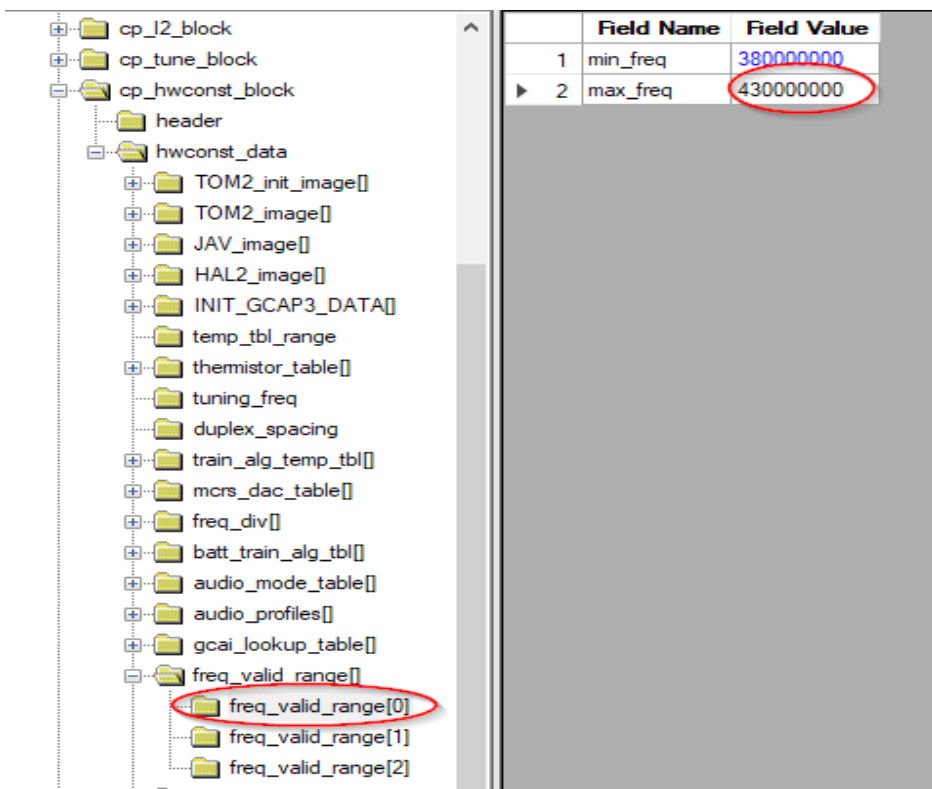 cp_l2_block
cp_tune_block
cp_hwconst_block
header
hwconst_data
TOM2_init_image[]
TOM2_image[]
JAV_image[]
HAL2_image[]
INIT_GCAP3_DATA[]
temp_tbl_range
thermistor_table[]
tuning_freq
duplex_spacing
train_alg_temp_tbl[]
mcrs_dac_table[]
freq_div[]
batt_train_alg_tbl[]
audio_mode_table[]
audio_profiles[]
gcai_lookup_table[]
freq_valid_range[]
freq_valid_range[0]
freq_valid_range[1]
freq_valid_range[2]
Field Name Field Value
1 min_freq 380000000
2 max_freq 430000000